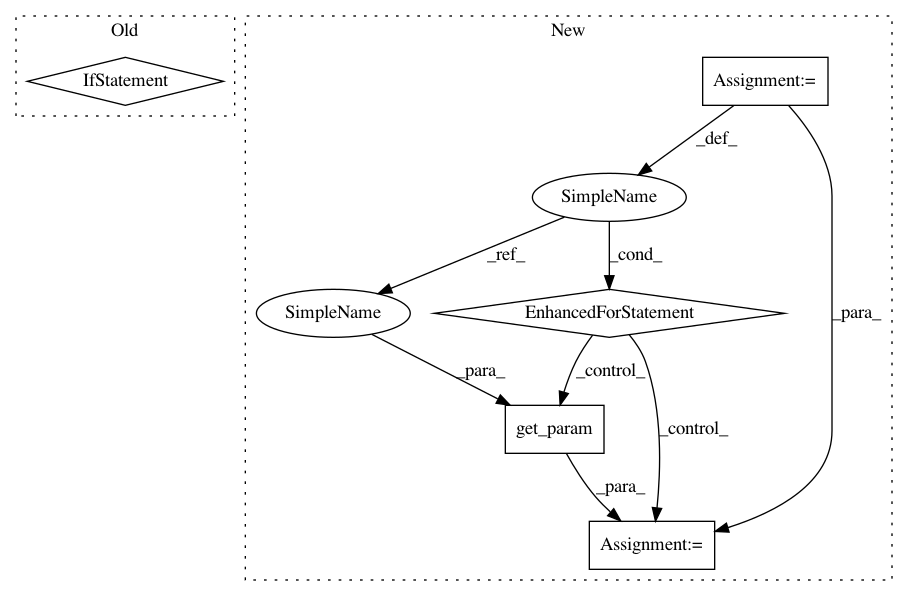 Old
New
IfStatement
Assignment:=
_def_
SimpleName
_ref_
_cond_
SimpleName
EnhancedForStatement
_para_
_para_
_control_
get_param
_control_
_para_
Assignment:=